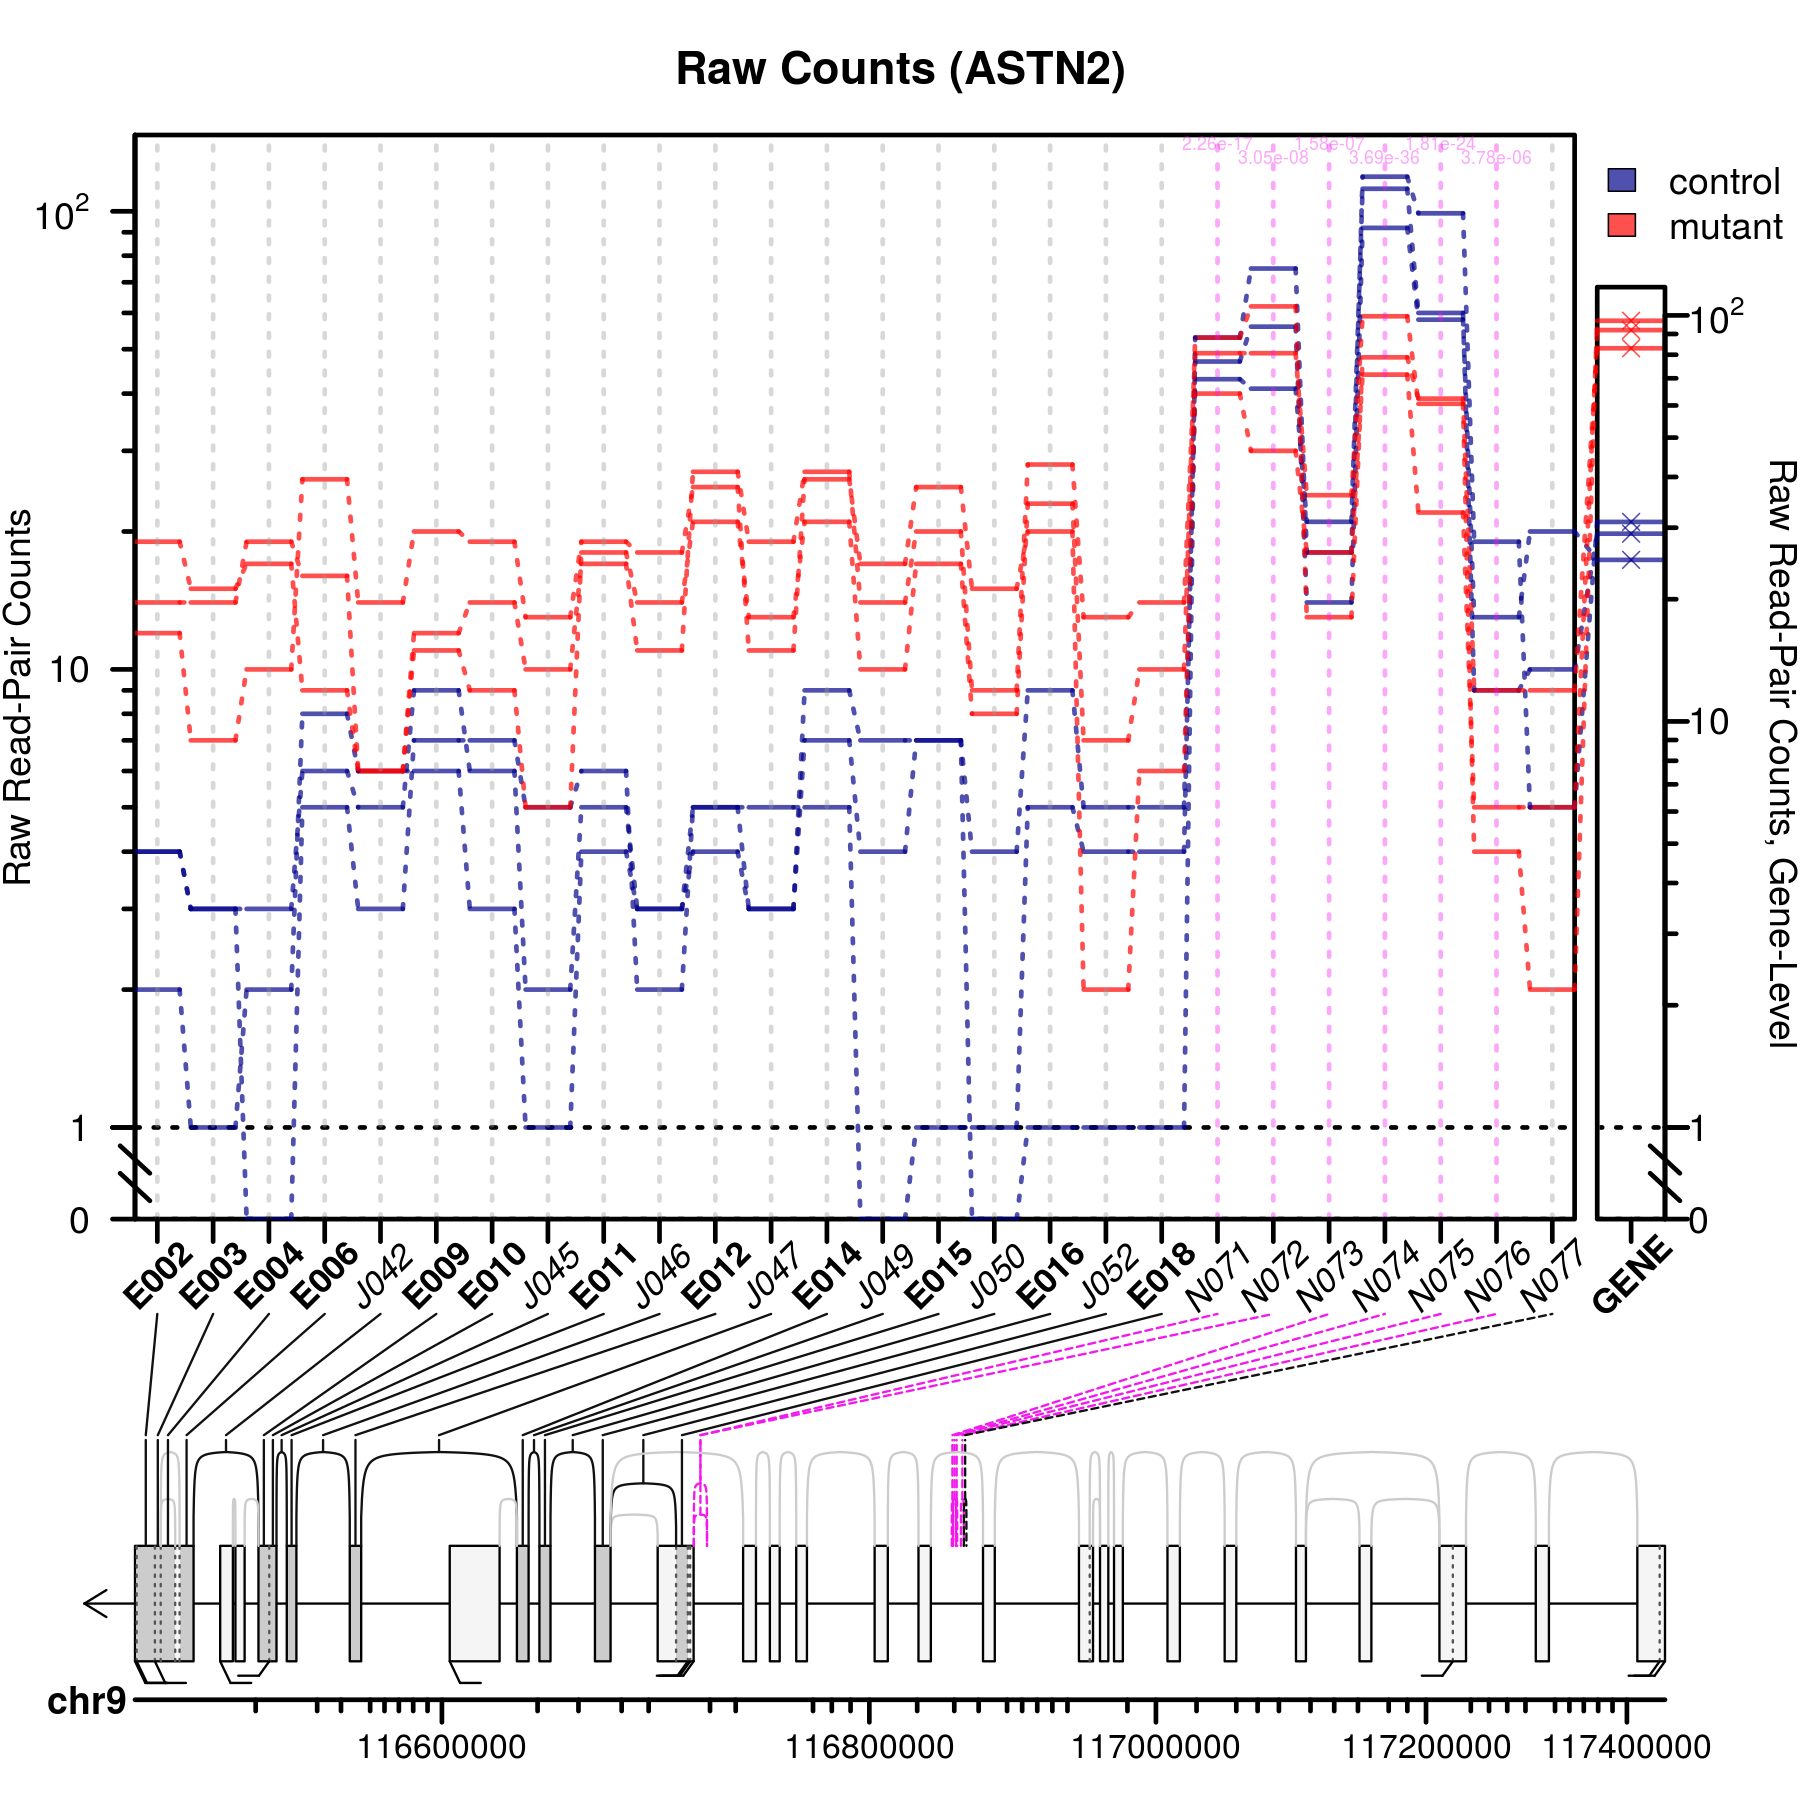 Raw Counts (ASTN2)
2.26e-17 1.58e-07 1.81e-24
3.05e-08 3.69e-36 3.78e-06
control
mutant
10²
10
1
0
Raw Read-Pair Counts
10²
10
1
0
Raw Read-Pair Counts, Gene-Level
E002 E003 E004 E006 J042 E009 E010 J045 E011 J046 E012 J047 E014 J049 E015 J050 E016 J052 E018 N071 N072 N073 N074 N075 N076 N077 GENE
chr9
116600000 116800000 117000000 117200000 117400000